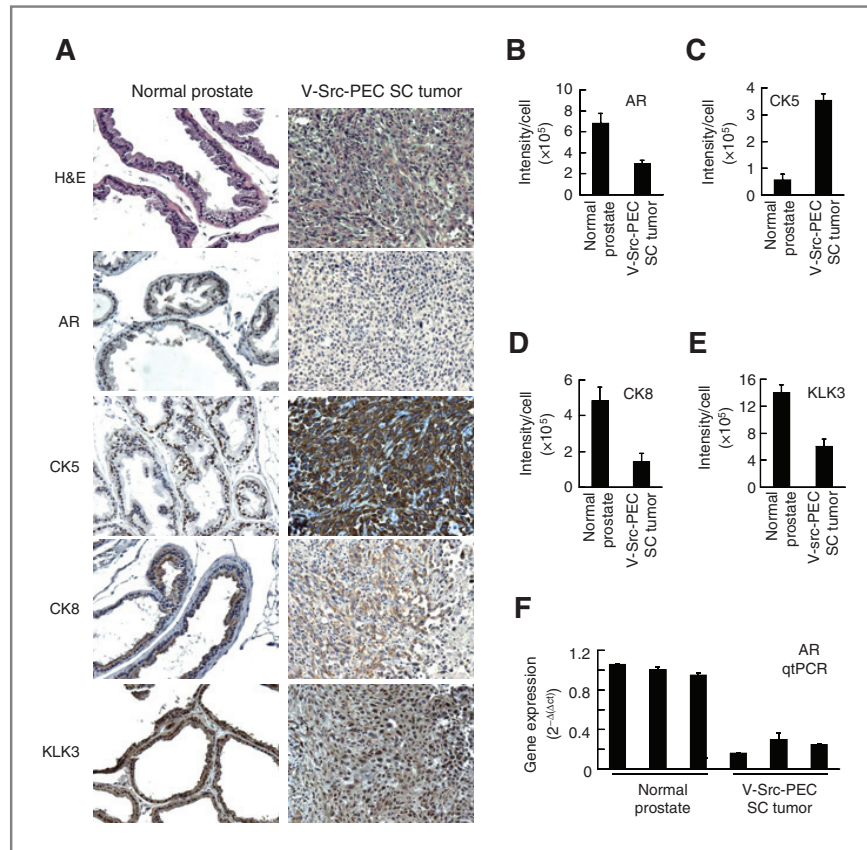 A
Normal prostate
V-Src-PEC SC tumor
H&E
AR
CK5
CK8
KLK3
B
AR
Intensity/cell
(×10⁵)
10
8
6
4
2
0
Normal
prostate
V-Src-PEC
SC tumor
C
CK5
Intensity/cell
(×10⁵)
4
3
2
1
0
Normal
prostate
V-Src-PEC
SC tumor
D
CK8
Intensity/cell
(×10⁵)
6
4
2
0
Normal
prostate
V-Src-PEC
SC tumor
E
KLK3
Intensity/cell
(×10⁵)
16
12
8
4
0
Normal
prostate
V-src-PEC
SC tumor
F
AR
qtPCR
Gene expression
(2⁻Δ(Δct))
1.2
0.8
0.4
0
Normal
prostate
V-Src-PEC
SC tumor